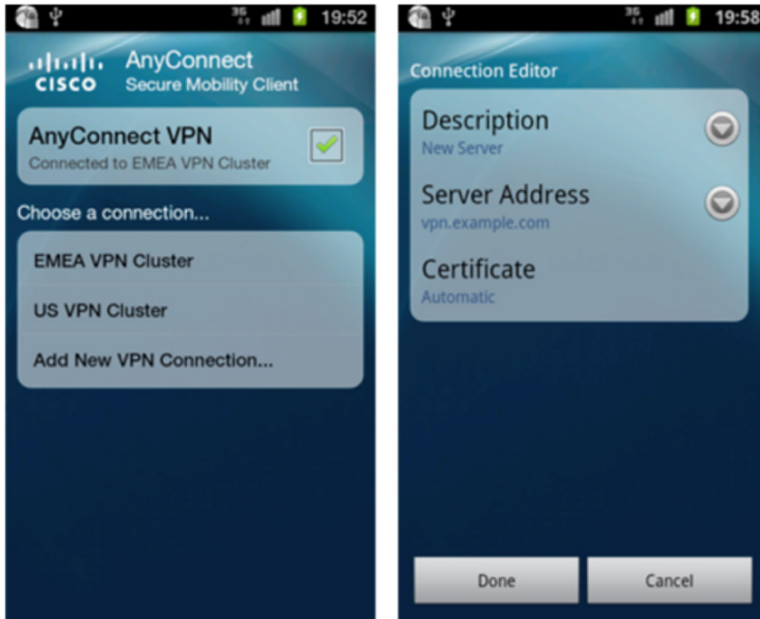 3G 19:52
CISCO
AnyConnect
Secure Mobility Client
AnyConnect VPN
Connected to EMEA VPN Cluster
Choose a connection...
EMEA VPN Cluster
US VPN Cluster
Add New VPN Connection...
3G 19:58
Connection Editor
Description
New Server
Server Address
vpn.example.com
Certificate
Automatic
Done
Cancel